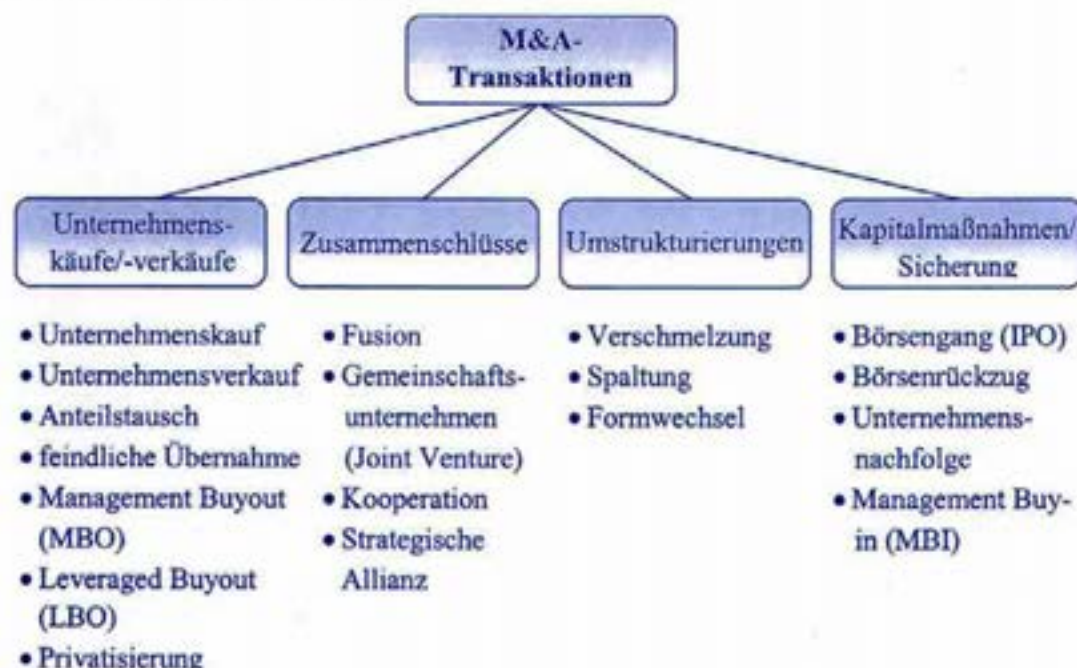 M&A-
Transaktionen
Unternehmens-
käufe/-verkäufe
Zusammenschlüsse
Umstrukturierungen
Kapitalmaßnahmen/
Sicherung
• Unternehmenskauf
• Unternehmensverkauf
• Anteilstausch
• feindliche Übernahme
• Management Buyout
(MBO)
• Leveraged Buyout
(LBO)
• Privatisierung
• Fusion
• Gemeinschafts-
unternehmen
(Joint Venture)
• Kooperation
• Strategische
Allianz
• Verschmelzung
• Spaltung
• Formwechsel
• Börsengang (IPO)
• Börsenrückzug
• Unternehmens-
nachfolge
• Management Buy-
in (MBI)